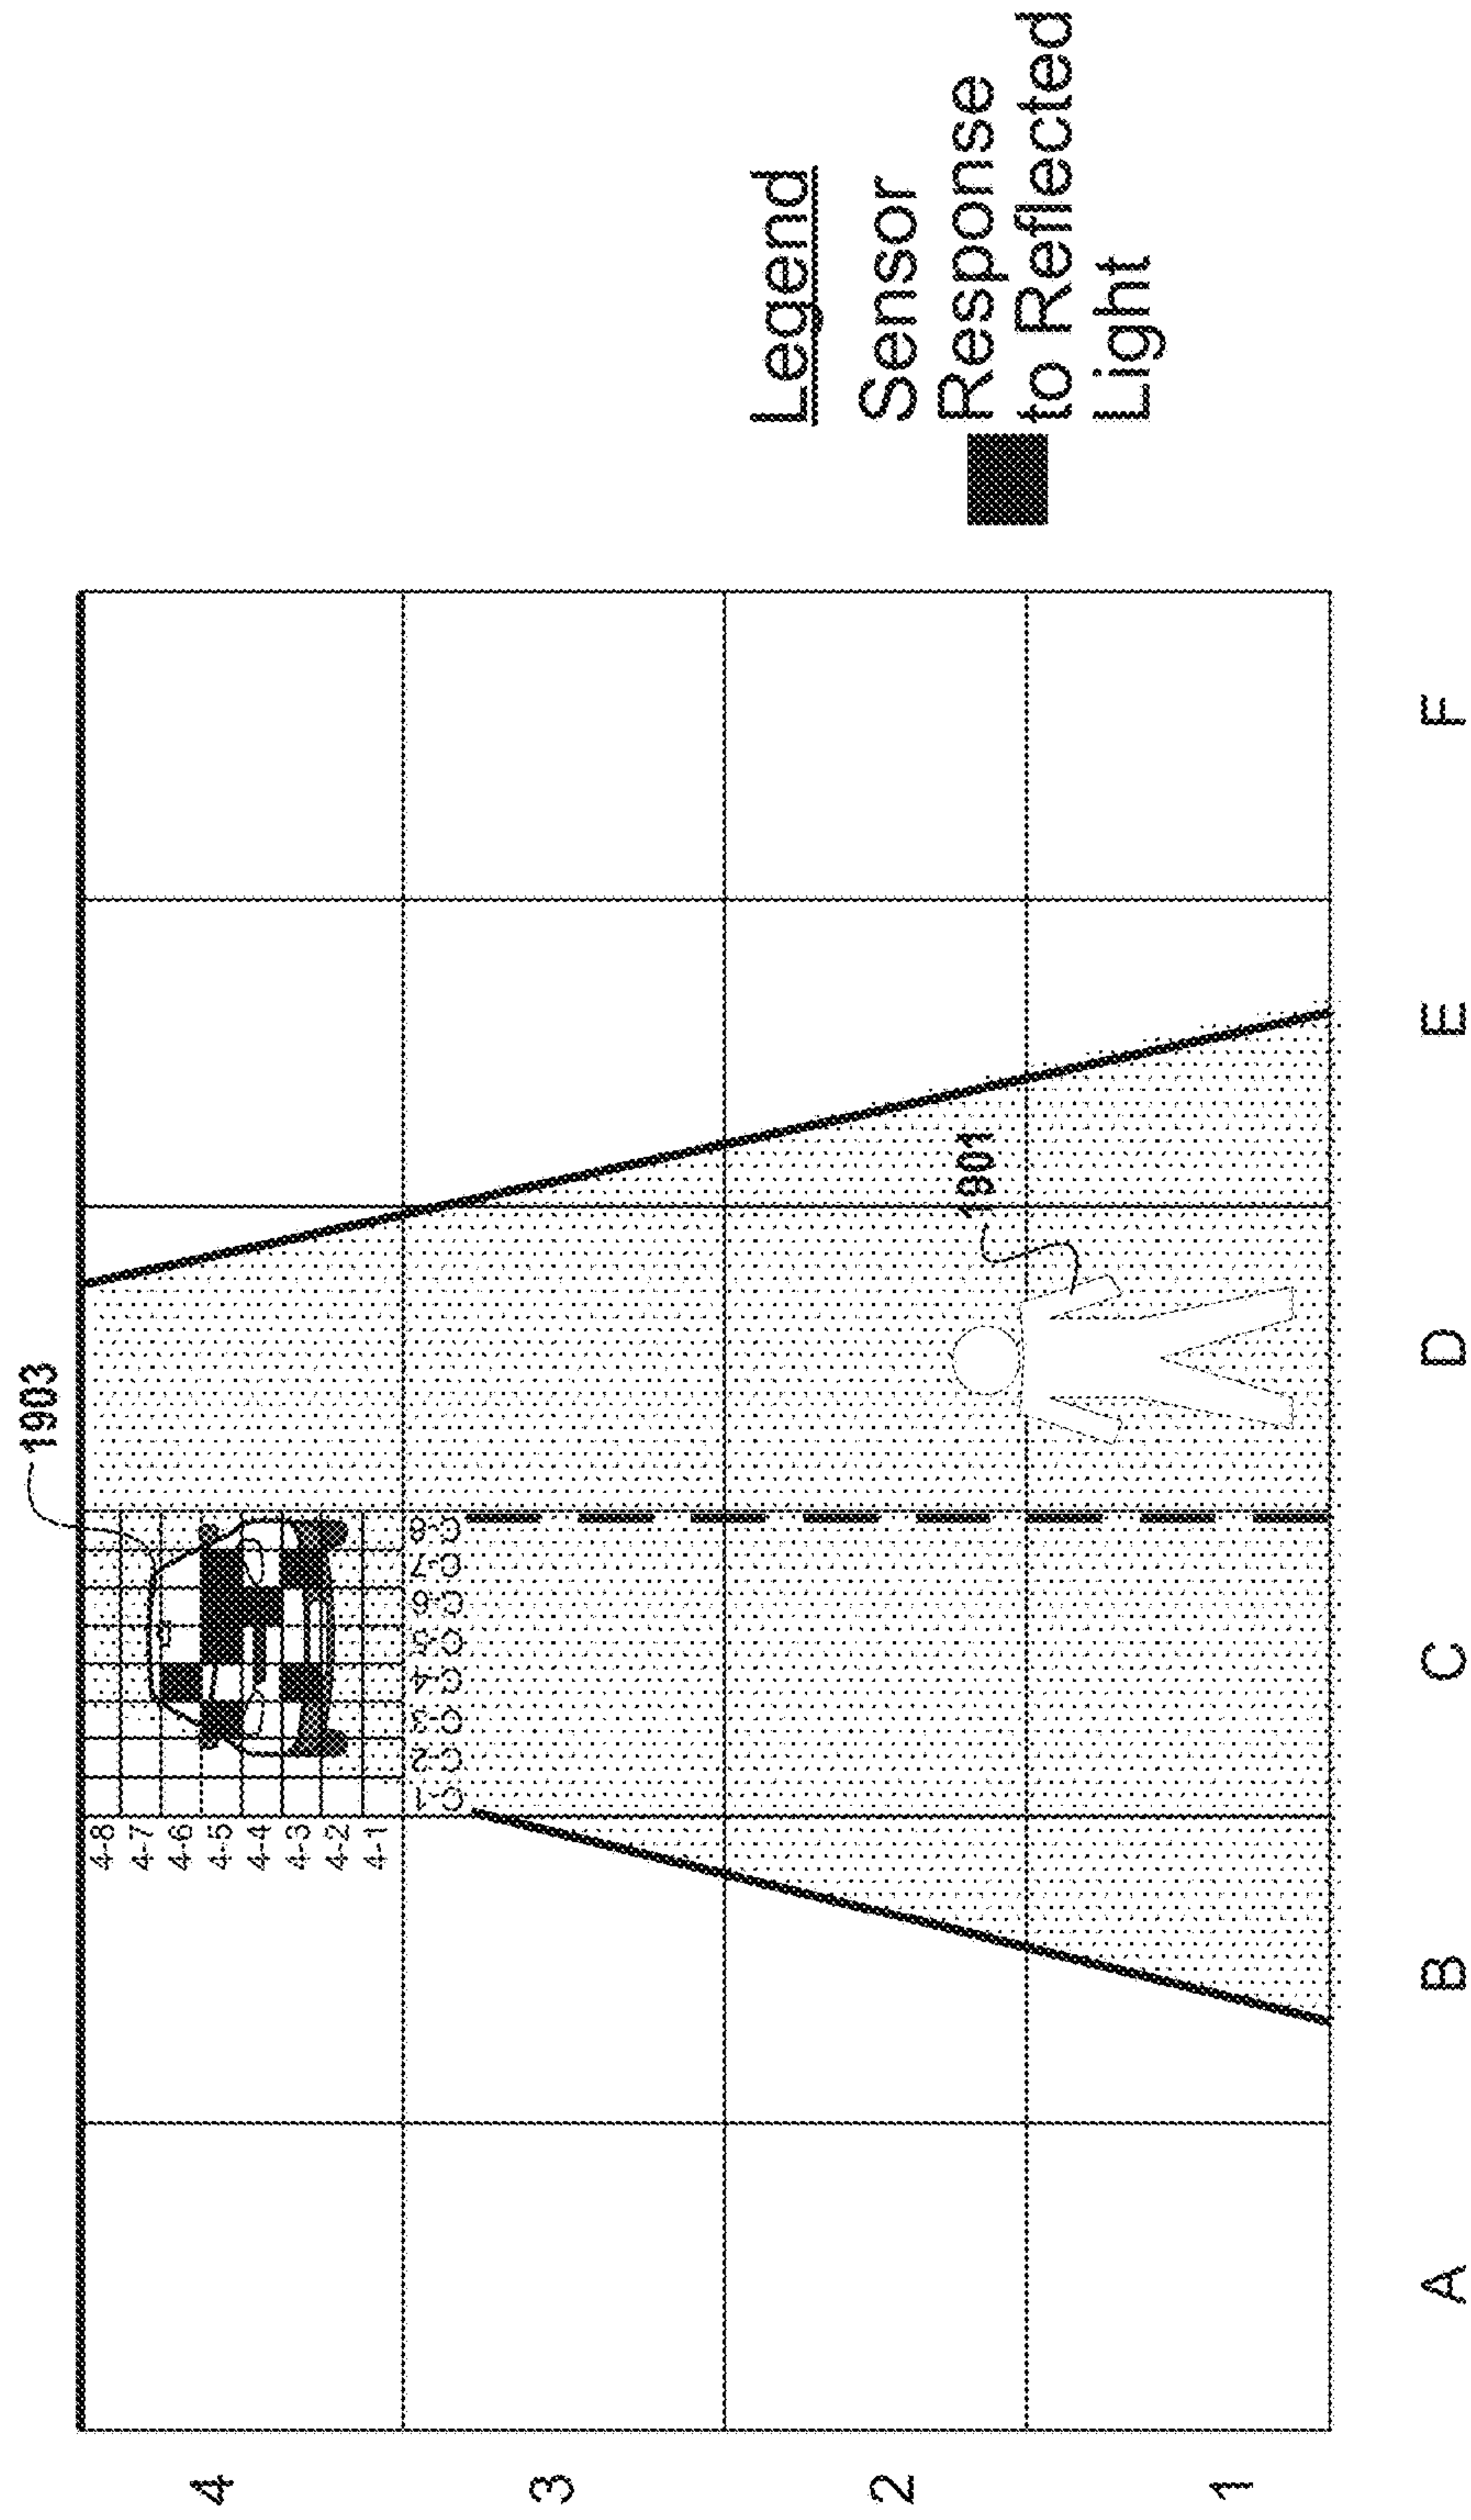 1903
4
4-8
4-7
4-6
4-5
4-4
4-3
4-2
4-1
C-1 C-2 C-3 C-4 C-5 C-6 C-7 C-8
3
2
1901
1
A B C D E F
Legend
Sensor
Response
to Reflected
Light